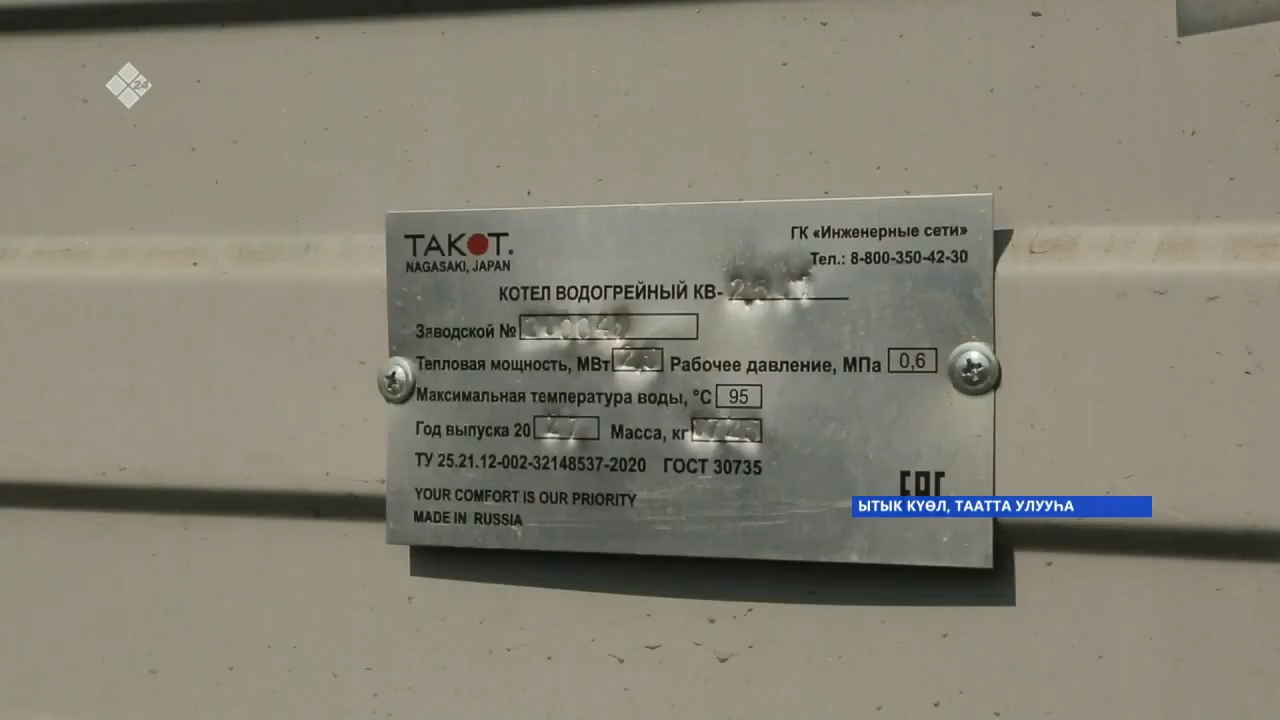 24
TAKOT.
NAGASAKI, JAPAN
ГК «Инженерные сети»
Тел.: 8-800-350-42-30
КОТЕЛ ВОДОГРЕЙНЫЙ КВ-
Заводской №
Тепловая мощность, МВт Рабочее давление, МПа 0,6
Максимальная температура воды, °С 95
Год выпуска 20 Масса, кг
ТУ 25.21.12-002-32148537-2020 ГОСТ 30735
YOUR COMFORT IS OUR PRIORITY
MADE IN RUSSIA
ЫТЫК КҮӨЛ, ТААТТА УЛУУҺА